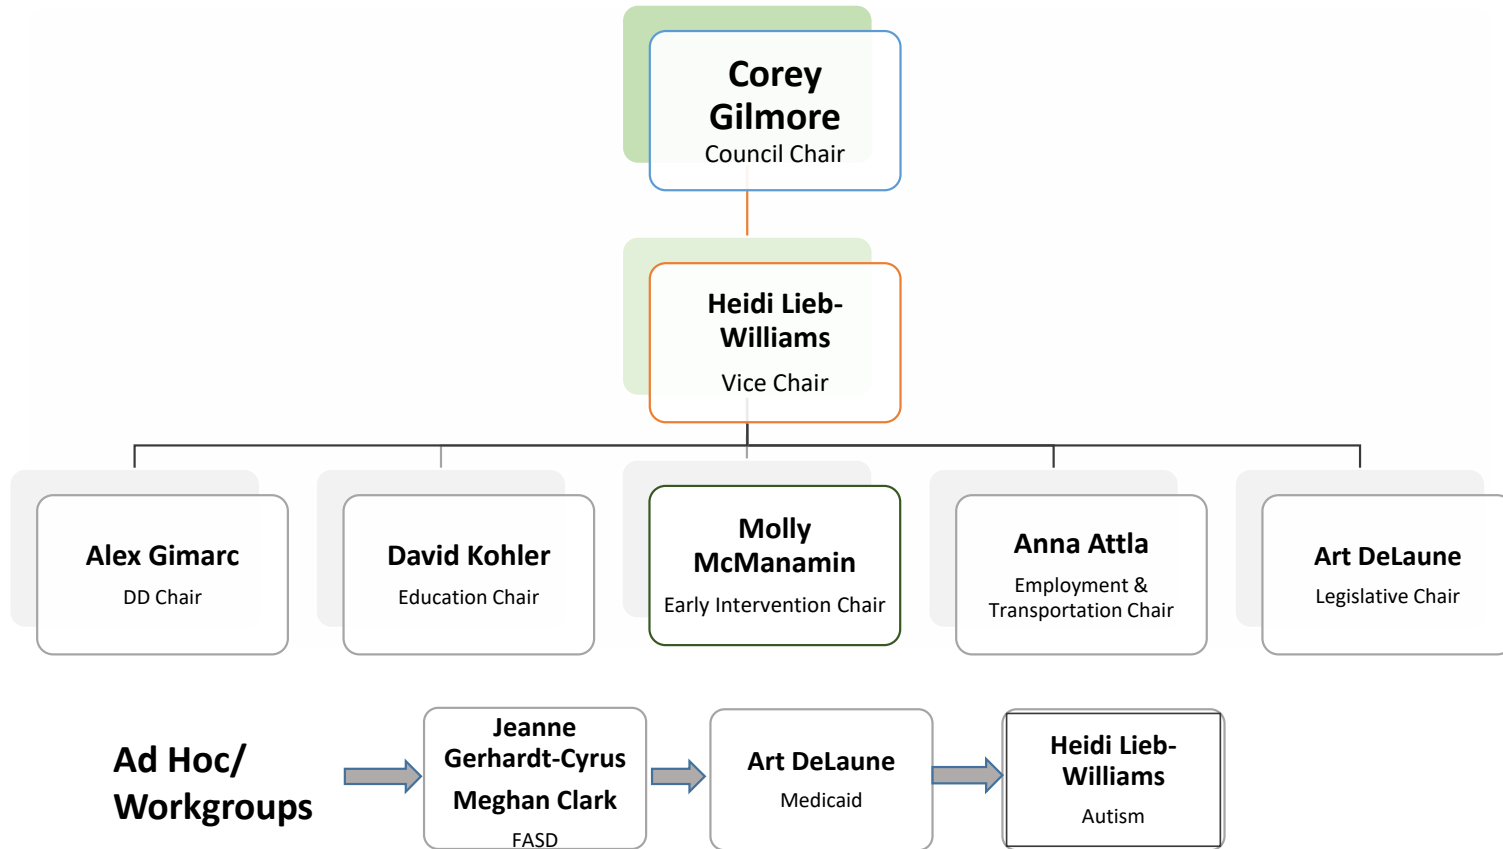 Corey
Gilmore
Council Chair
Heidi Lieb-
Williams
Vice Chair
Alex Gimarc
DD Chair
David Kohler
Education Chair
Molly
McManamin
Early Intervention Chair
Anna Attla
Employment &
Transportation Chair
Art DeLaune
Legislative Chair
Ad Hoc/
Workgroups
Jeanne
Gerhardt-Cyrus
Meghan Clark
FASD
Art DeLaune
Medicaid
Heidi Lieb-
Williams
Autism